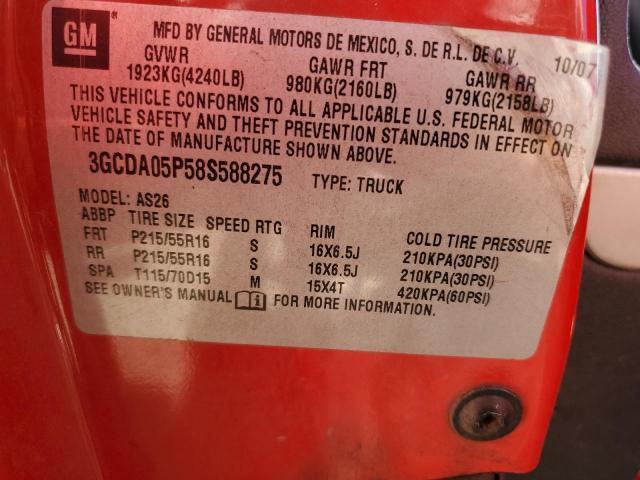 GM
MFD BY GENERAL MOTORS DE MEXICO, S. DE R.L. DE C.V. 10/07
GVWR GAWR FRT GAWR RR
1923KG(4240LB) 980KG(2160LB) 979KG(2158LB)
THIS VEHICLE CONFORMS TO ALL APPLICABLE U.S. FEDERAL MOTOR
VEHICLE SAFETY AND THEFT PREVENTION STANDARDS IN EFFECT ON
THE DATE OF MANUFACTURE SHOWN ABOVE.
3GCDA05P58S588275 TYPE: TRUCK
MODEL: AS26
ABBP TIRE SIZE SPEED RTG RIM COLD TIRE PRESSURE
FRT P215/55R16 S 16X6.5J 210KPA(30PSI)
RR P215/55R16 S 16X6.5J 210KPA(30PSI)
SPA T115/70D15 M 15X4T 420KPA(60PSI)
SEE OWNER'S MANUAL i FOR MORE INFORMATION.